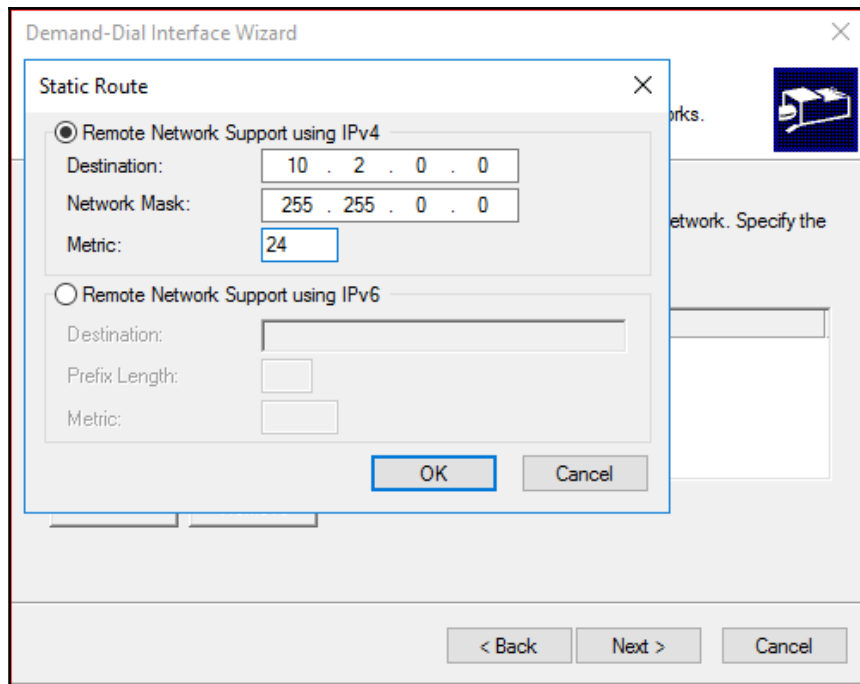 Demand-Dial Interface Wizard
Static Route
Remote Network Support using IPv4
Destination: 10 . 2 . 0 . 0
Network Mask: 255 . 255 . 0 . 0
Metric: 24
Remote Network Support using IPv6
Destination:
Prefix Length:
Metric:
OK Cancel
etwork. Specify the
< Back Next > Cancel